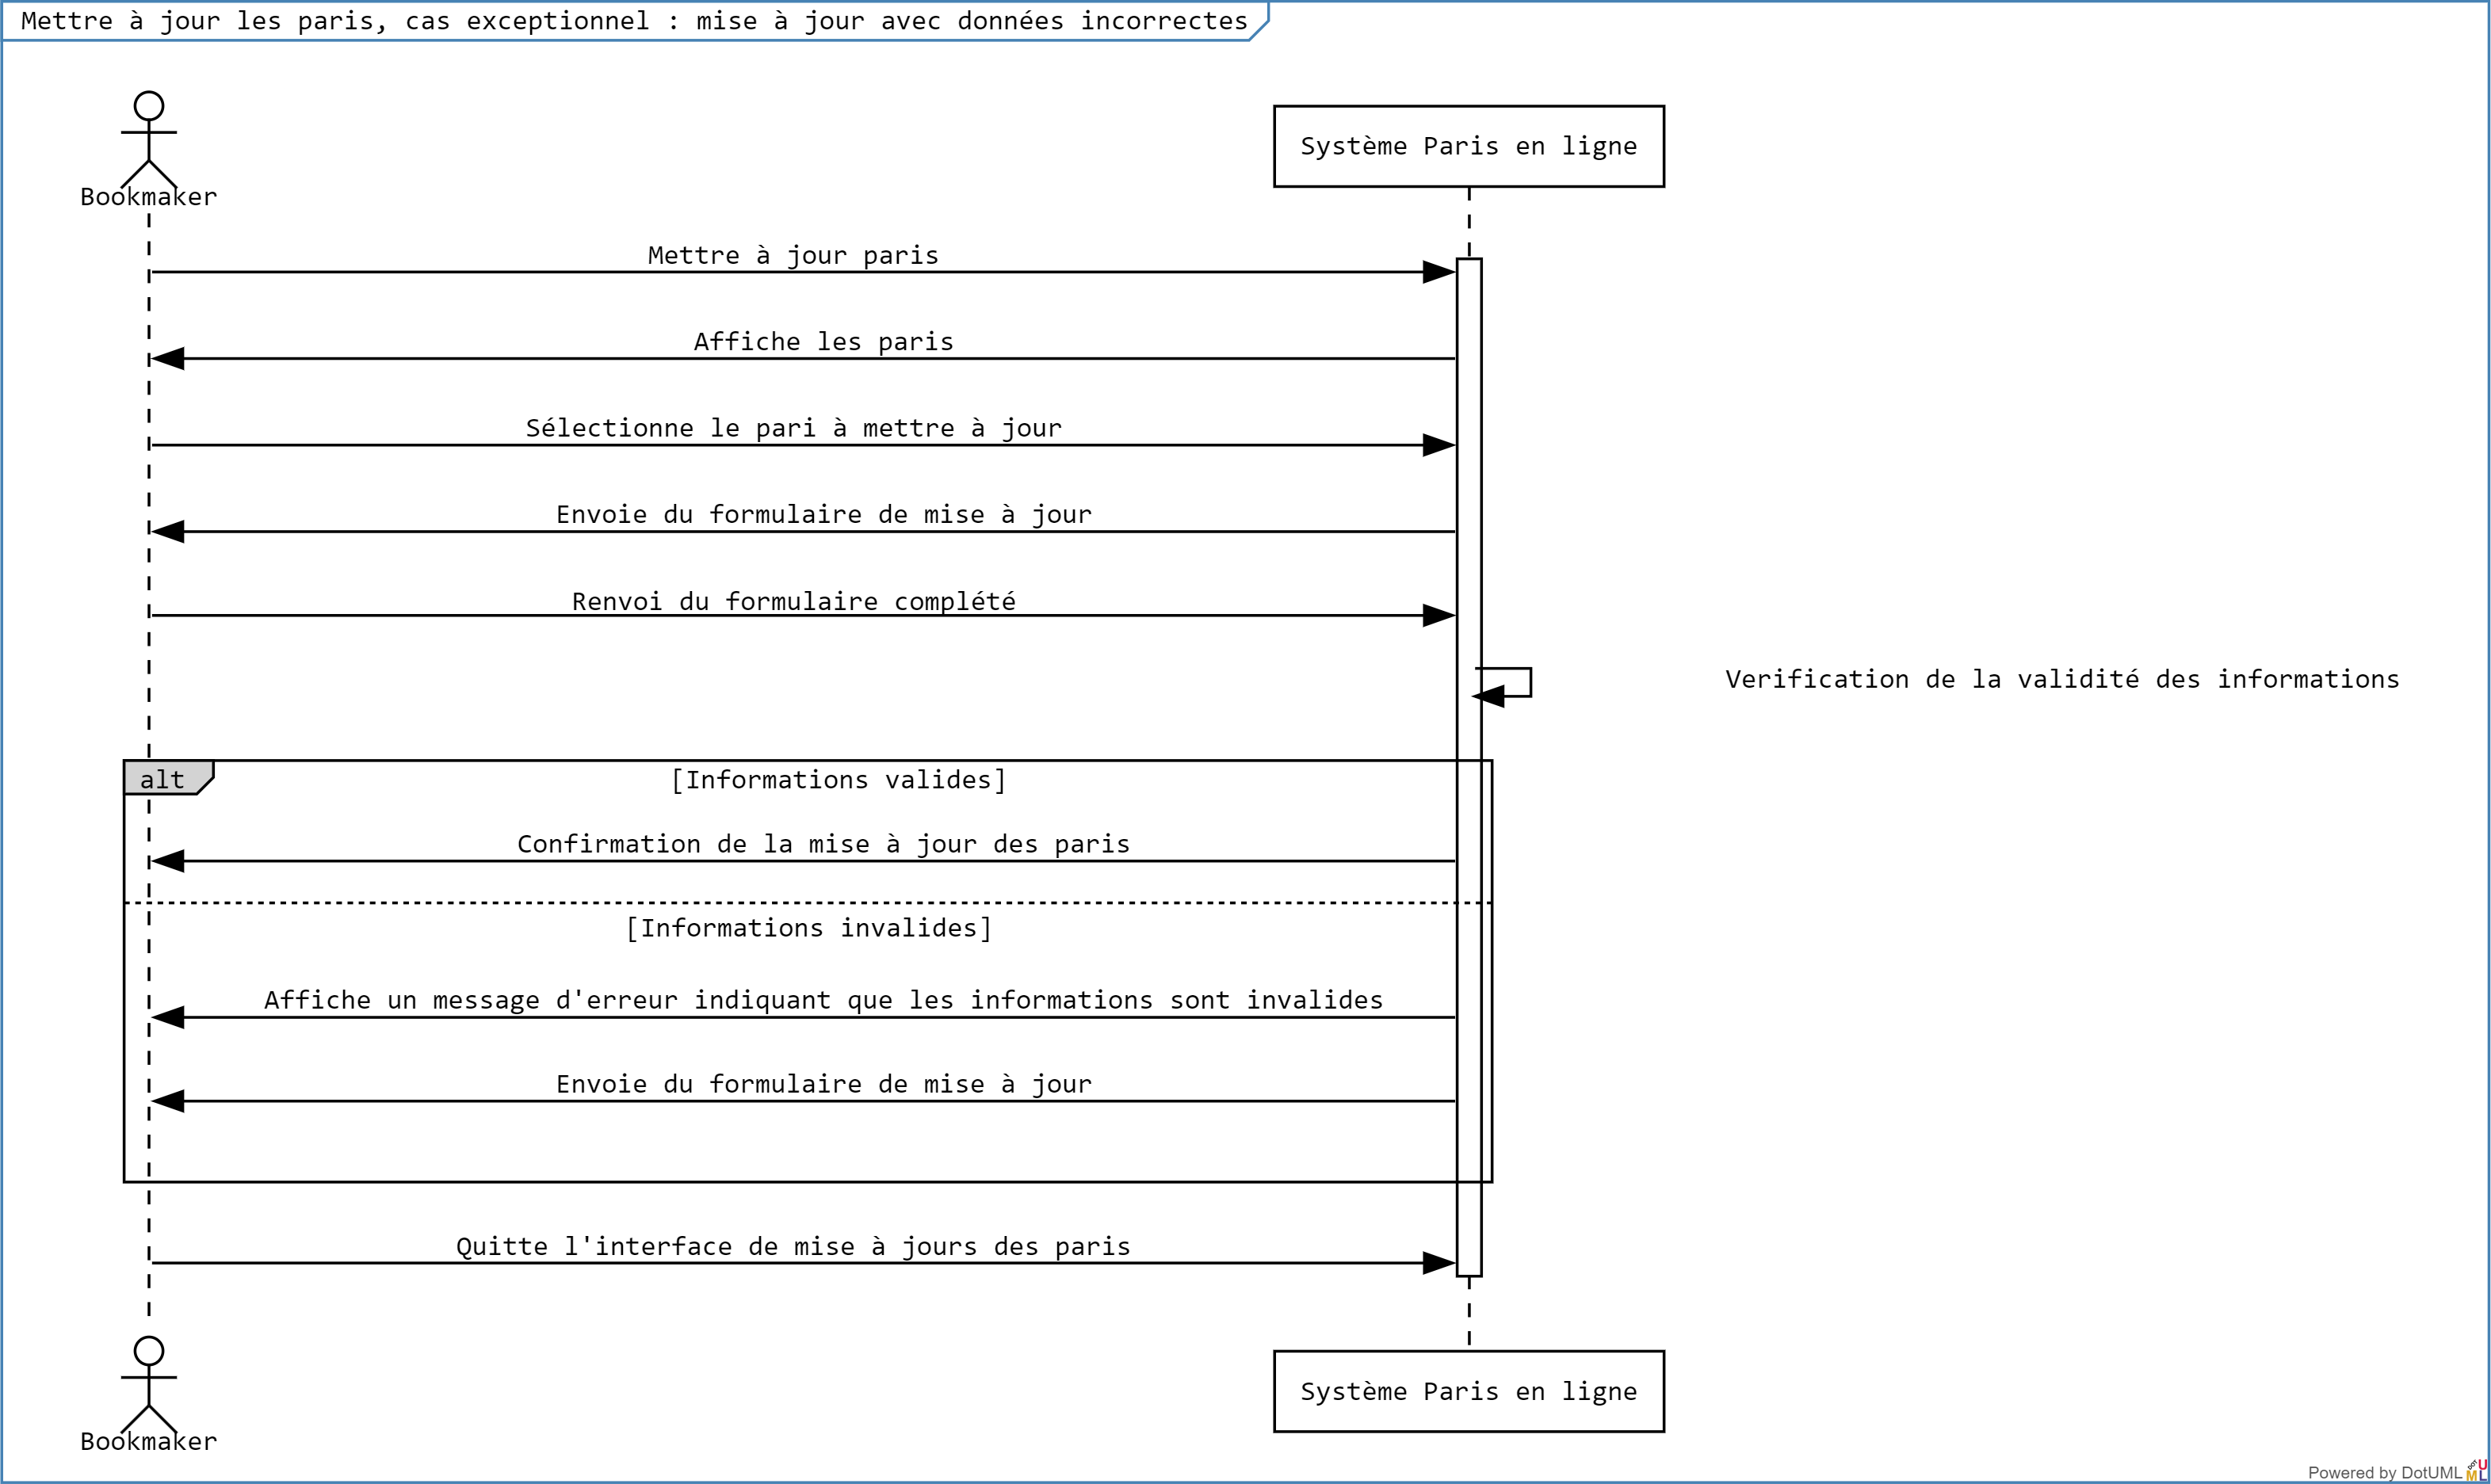 Mettre à jour les paris, cas exceptionnel : mise à jour avec données incorrectes
Bookmaker
Système Paris en ligne
Mettre à jour paris
Affiche les paris
Sélectionne le pari à mettre à jour
Envoie du formulaire de mise à jour
Renvoi du formulaire complété
Verification de la validité des informations
alt [Informations valides]
Confirmation de la mise à jour des paris
[Informations invalides]
Affiche un message d'erreur indiquant que les informations sont invalides
Envoie du formulaire de mise à jour
Quitte l'interface de mise à jours des paris
Bookmaker
Système Paris en ligne
Powered by DotUML
DOT UML